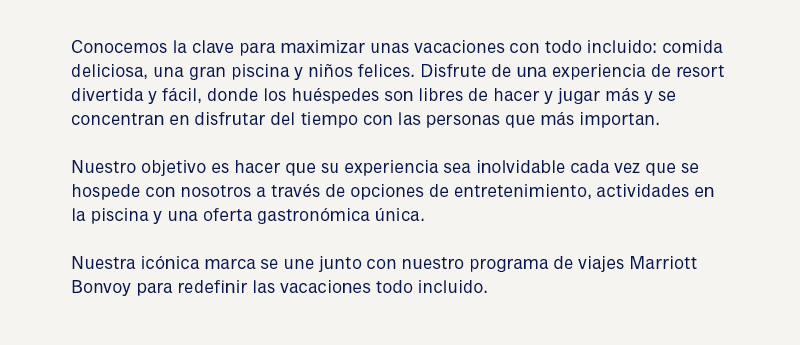 Conocemos la clave para maximizar unas vacaciones con todo incluido: comida
deliciosa, una gran piscina y niños felices. Disfrute de una experiencia de resort
divertida y fácil, donde los huéspedes son libres de hacer y jugar más y se
concentran en disfrutar del tiempo con las personas que más importan.
Nuestro objetivo es hacer que su experiencia sea inolvidable cada vez que se
hospede con nosotros a través de opciones de entretenimiento, actividades en
la piscina y una oferta gastronómica única.
Nuestra icónica marca se une junto con nuestro programa de viajes Marriott
Bonvoy para redefinir las vacaciones todo incluido.